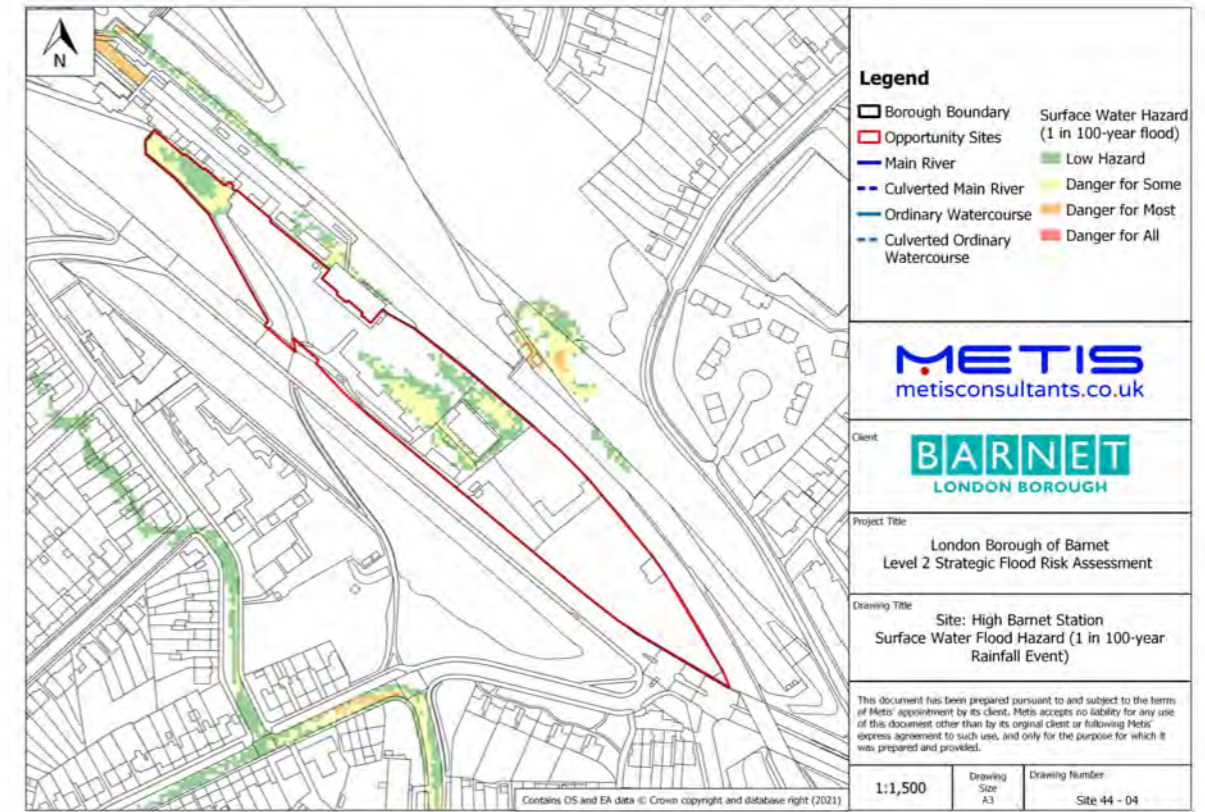 N
Legend
Borough Boundary
Opportunity Sites
Main River
Culverted Main River
Ordinary Watercourse
Culverted Ordinary
Watercourse
Surface Water Hazard
(1 in 100-year flood)
Low Hazard
Danger for Some
Danger for Most
Danger for All
METIS
metisconsultants.co.uk
Client
BARNET
LONDON BOROUGH
Project Title
London Borough of Barnet
Level 2 Strategic Flood Risk Assessment
Drawing Title
Site: High Barnet Station
Surface Water Flood Hazard (1 in 100-year
Rainfall Event)
This document has been prepared pursuant to and subject to the terms
of Metis' appointment by its client. Metis accepts no liability for any use
of this document other than by its orginal client or following Metis'
express agreement to such use, and only for the purpose for which it
was prepared and provided.
1:1,500
Drawing
Size
A3
Drawing Number
Site 44 - 04
Contains OS and EA data © Crown copyright and database right (2021)